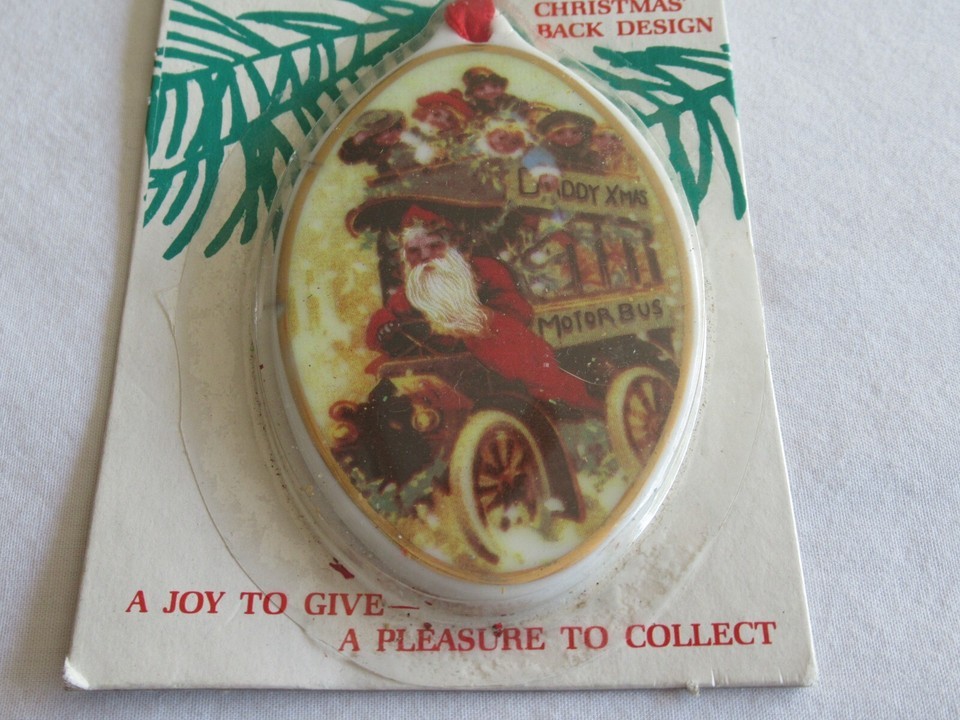 CHRISTMAS'
BACK DESIGN
DADDY XMAS
MOTOR BUS
A JOY TO GIVE—
A PLEASURE TO COLLECT